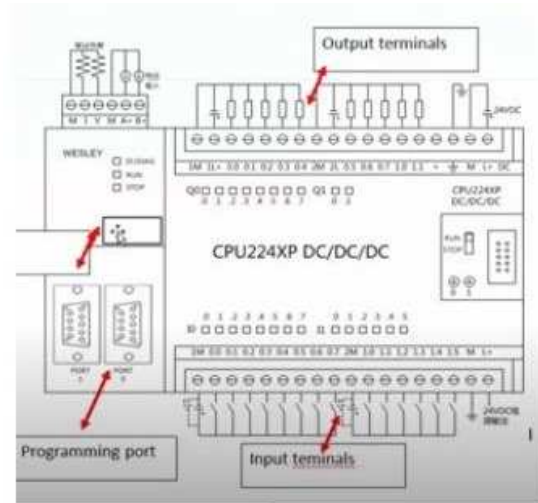 Output terminals
M I V M A+ B+
24VDC
WESLEY
SF/DIAG
RUN
STOP
1M 1L+ 0.0 0.1 0.2 0.3 0.4 2M 2L 0.5 0.6 0.7 1.0 1.1 M L+ DC
Q0
0 1 2 3 4 5 6 7
Q1
0 1
CPU224XP
DC/DC/DC
RUN
STOP
0 1
CPU224XP DC/DC/DC
0 1 2 3 4 5 6 7
I0
0 1 2 3 4 5
I1
1M 0.0 0.1 0.2 0.3 0.4 0.5 0.6 0.7 2M 1.0 1.1 1.2 1.3 1.4 1.5 M L+
PORT
1
PORT
0
24VDC
Programming port
Input teminals